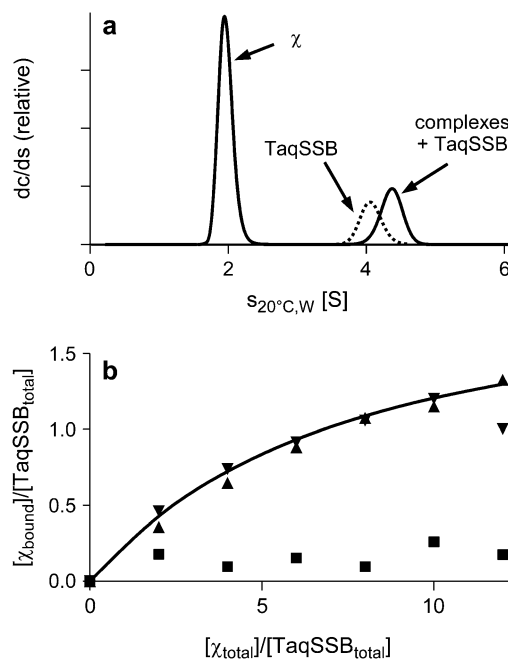 a
χ
complexes
+ TaqSSB
TaqSSB
dc/ds (relative)
0 2 4 6
s20°C,W [S]
b
[χbound]/[TaqSSBtotal]
1.5
1.0
0.5
0.0
0 5 10
[χtotal]/[TaqSSBtotal]